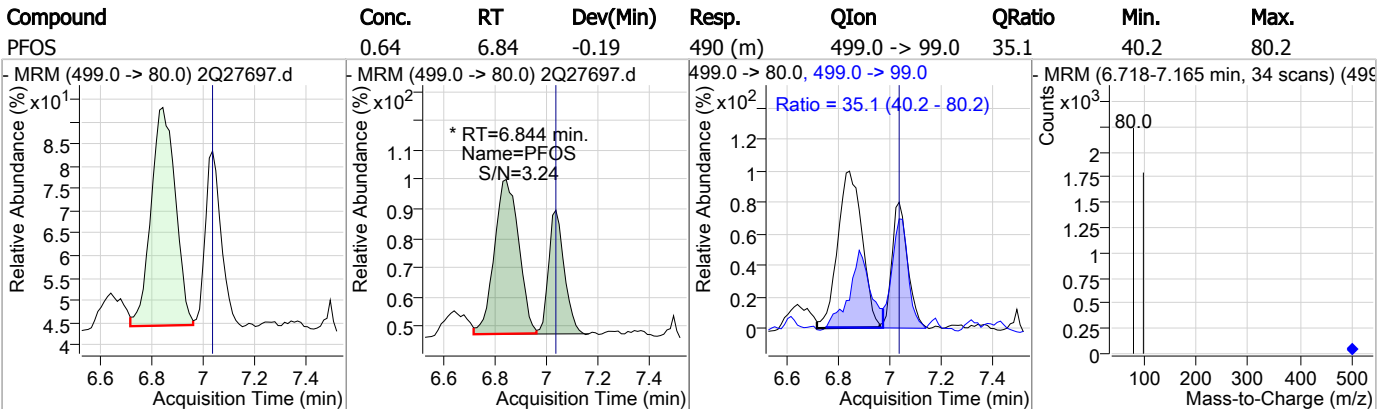 Compound Conc. RT Dev(Min) Resp. QIon QRatio Min. Max.
PFOS 0.64 6.84 -0.19 490 (m) 499.0 -> 99.0 35.1 40.2 80.2
- MRM (499.0 -> 80.0) 2Q27697.d
x10¹
Relative Abundance (%)
8.5
8
7.5
7
6.5
6
5.5
5
4.5
4
6.6 6.8 7 7.2 7.4
Acquisition Time (min)
- MRM (499.0 -> 80.0) 2Q27697.d
x10²
Relative Abundance (%)
* RT=6.844 min.
Name=PFOS
S/N=3.24
1.1
1
0.9
0.8
0.7
0.6
0.5
6.6 6.8 7 7.2 7.4
Acquisition Time (min)
499.0 -> 80.0, 499.0 -> 99.0
x10²
Ratio = 35.1 (40.2 - 80.2)
Relative Abundance (%)
1.2
1
0.8
0.6
0.4
0.2
0
6.6 6.8 7 7.2 7.4
Acquisition Time (min)
- MRM (6.718-7.165 min, 34 scans) (499
x10³
Counts
80.0
2
1.75
1.5
1.25
1
0.75
0.5
0.25
0
100 200 300 400 500
Mass-to-Charge (m/z)